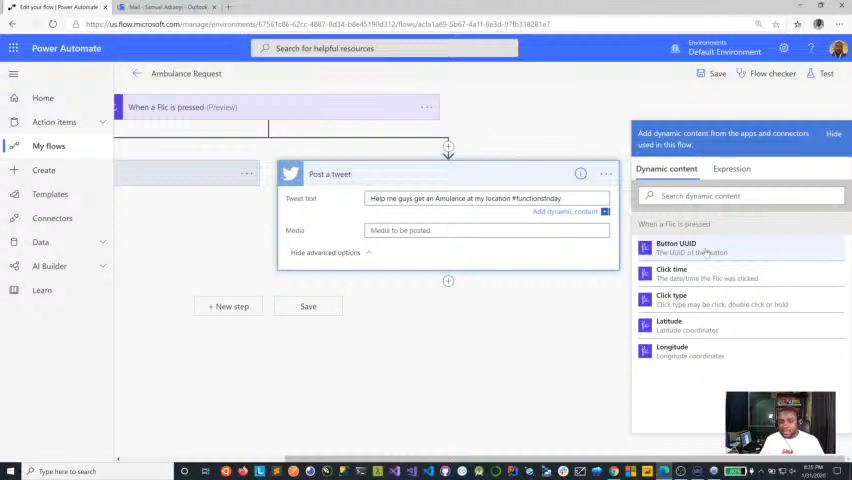 Edit your flow | Power Automate
Mail - Samuel Adranyi - Outlook
https://us.flow.microsoft.com/manage/environments/67561c86-62cc-4887-8d34-b8e45190d312/flows/acfa1a89-5b67-4a1f-8e3d-07fb318281e7
Power Automate
Search for helpful resources
Environments
Default Environment
Ambulance Request
Save
Flow checker
Test
Home
Action items
My flows
Create
Templates
Connectors
Data
AI Builder
Learn
When a Flic is pressed (Preview)
Post a tweet
Tweet text
Help me guys get an Amulance at my location #functionsfriday
Add dynamic content
Media
Media to be posted.
Hide advanced options
+ New step
Save
Add dynamic content from the apps and connectors
used in this flow.
Hide
Dynamic content
Expression
Search dynamic content
When a Flic is pressed
Button UUID
The UUID of the button
Click time
The date/time the Flic was clicked
Click type
Click type may be click, double-click or hold
Latitude
Latitude coordinates
Longitude
Longitude coordinates
Type here to search
8:35 PM
1/31/2020